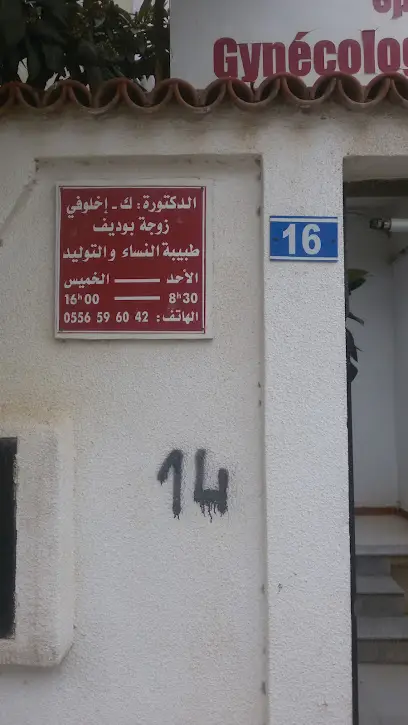 Gynécolog
الدكتورة: ك - إخلوفي
زوجة بوديف
طبيبة النساء والتوليد
الأحد — الخميس
8ʰ30 — 16ʰ00
الهاتف: 0556 59 60 42
16
14